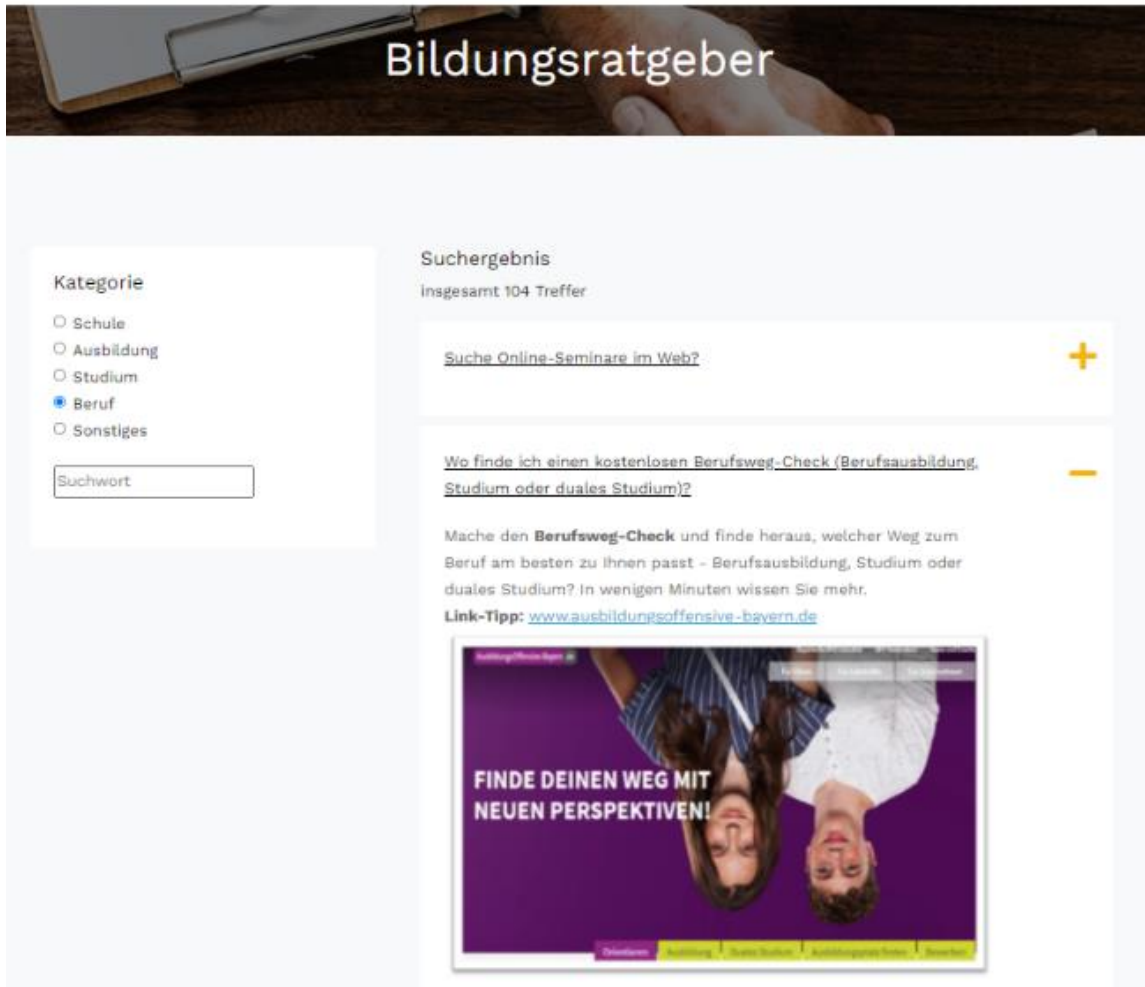 Bildungsratgeber
Kategorie
Schule
Ausbildung
Studium
Beruf
Sonstiges
Suchwort
Suchergebnis
insgesamt 104 Treffer
Suche Online-Seminare im Web?
Wo finde ich einen kostenlosen Berufsweg-Check (Berufsausbildung,
Studium oder duales Studium)?
Mache den Berufsweg-Check und finde heraus, welcher Weg zum
Beruf am besten zu Ihnen passt - Berufsausbildung, Studium oder
duales Studium? In wenigen Minuten wissen Sie mehr.
Link-Tipp: www.ausbildungsoffensive-bayern.de
FINDE DEINEN WEG MIT
NEUEN PERSPEKTIVEN!
Orientieren Ausbildung Duales Studium Ausbildungsplatz finden Bewerben